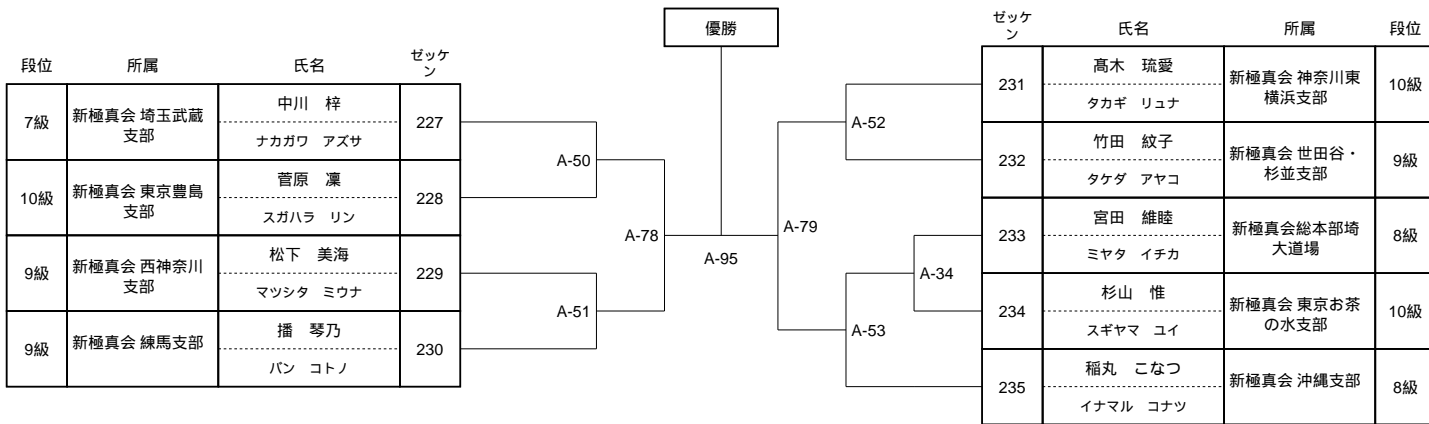 優勝
段位 所属 氏名 ゼッケ
ン
7級 新極真会 埼玉武蔵
支部 中川 梓
ナカガワ アズサ 227
10級 新極真会 東京豊島
支部 菅原 凜
スガハラ リン 228
9級 新極真会 西神奈川
支部 松下 美海
マツシタ ミウナ 229
9級 新極真会 練馬支部 播 琴乃
バン コトノ 230
A-50
A-51
A-78
A-95
A-79
A-52
A-34
A-53
ゼッケ
ン 氏名 所属 段位
231 髙木 琉愛
タカギ リュナ 新極真会 神奈川東
横浜支部 10級
232 竹田 紋子
タケダ アヤコ 新極真会 世田谷・
杉並支部 9級
233 宮田 維睦
ミヤタ イチカ 新極真会総本部埼
大道場 8級
234 杉山 惟
スギヤマ ユイ 新極真会 東京お茶
の水支部 10級
235 稲丸 こなつ
イナマル コナツ 新極真会 沖縄支部 8級